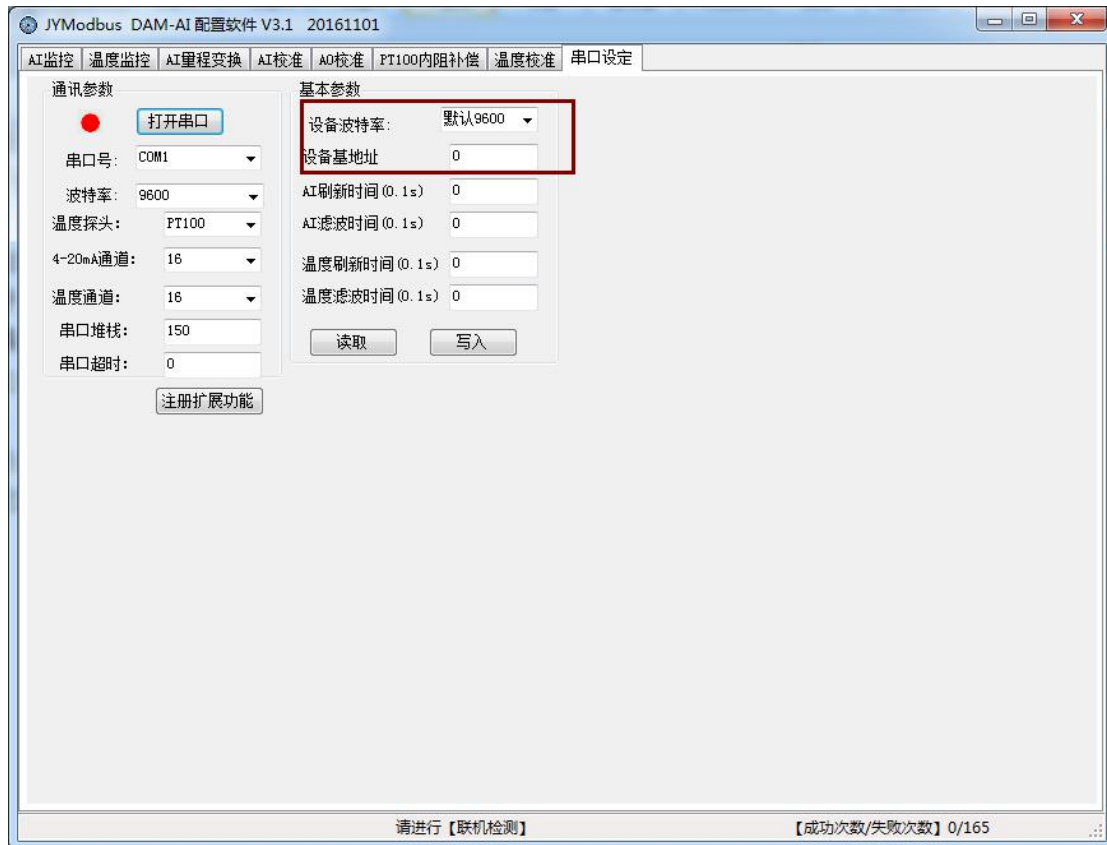 JYModbus DAM-AI 配置软件 V3.1 20161101
AI监控 温度监控 AI量程变换 AI校准 AO校准 PT100内阻补偿 温度校准 串口设定
通讯参数
打开串口
串口号: COM1
波特率: 9600
温度探头: PT100
4-20mA通道: 16
温度通道: 16
串口堆栈: 150
串口超时: 0
注册扩展功能
基本参数
设备波特率: 默认9600
设备基地址 0
AI刷新时间(0.1s) 0
AI滤波时间(0.1s) 0
温度刷新时间(0.1s) 0
温度滤波时间(0.1s) 0
读取 写入
请进行【联机检测】 【成功次数/失败次数】0/165